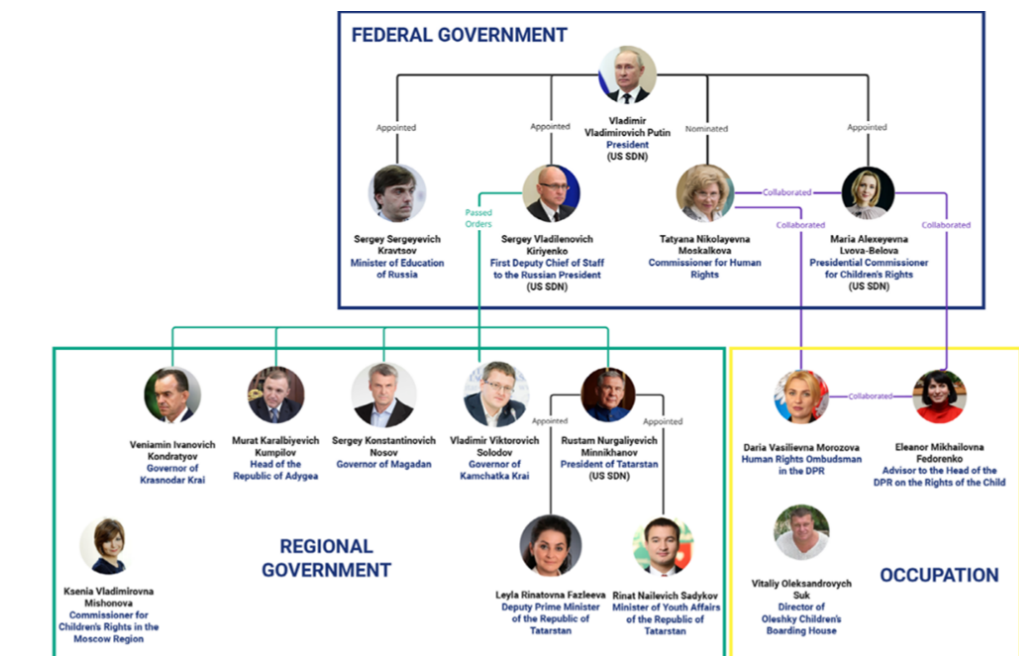 FEDERAL GOVERNMENT
Appointed
Appointed
Nominated
Appointed
Vladimir
Vladimirovich Putin
President
(US SDN)
Passed
Orders
Collaborated
Collaborated
Collaborated
Sergey Sergeyevich
Kravtsov
Minister of Education
of Russia
Sergey Vladilenovich
Kiriyenko
First Deputy Chief of Staff
to the Russian President
(US SDN)
Tatyana Nikolayevna
Moskalkova
Commissioner for Human
Rights
Maria Alexeyevna
Lvova-Belova
Presidential Commissioner
for Children's Rights
(US SDN)
Veniamin Ivanovich
Kondratyov
Governor of
Krasnodar Krai
Murat Karalbiyevich
Kumpilov
Head of the
Republic of Adygea
Sergey Konstantinovich
Nosov
Governor of Magadan
Vladimir Viktorovich
Solodov
Governor of
Kamchatka Krai
Rustam Nurgaliyevich
Minnikhanov
President of Tatarstan
(US SDN)
Appointed
Appointed
Collaborated
Daria Vasilievna Morozova
Human Rights Ombudsman
in the DPR
Eleanor Mikhailovna
Fedorenko
Advisor to the Head of the
DPR on the Rights of the Child
Ksenia Vladimirovna
Mishonova
Commissioner for
Children's Rights in the
Moscow Region
REGIONAL
GOVERNMENT
Leyla Rinatovna Fazleeva
Deputy Prime Minister
of the Republic of
Tatarstan
Rinat Nailevich Sadykov
Minister of Youth Affairs
of the Republic of
Tatarstan
Vitaliy Oleksandrovych
Suk
Director of
Oleshky Children's
Boarding House
OCCUPATION